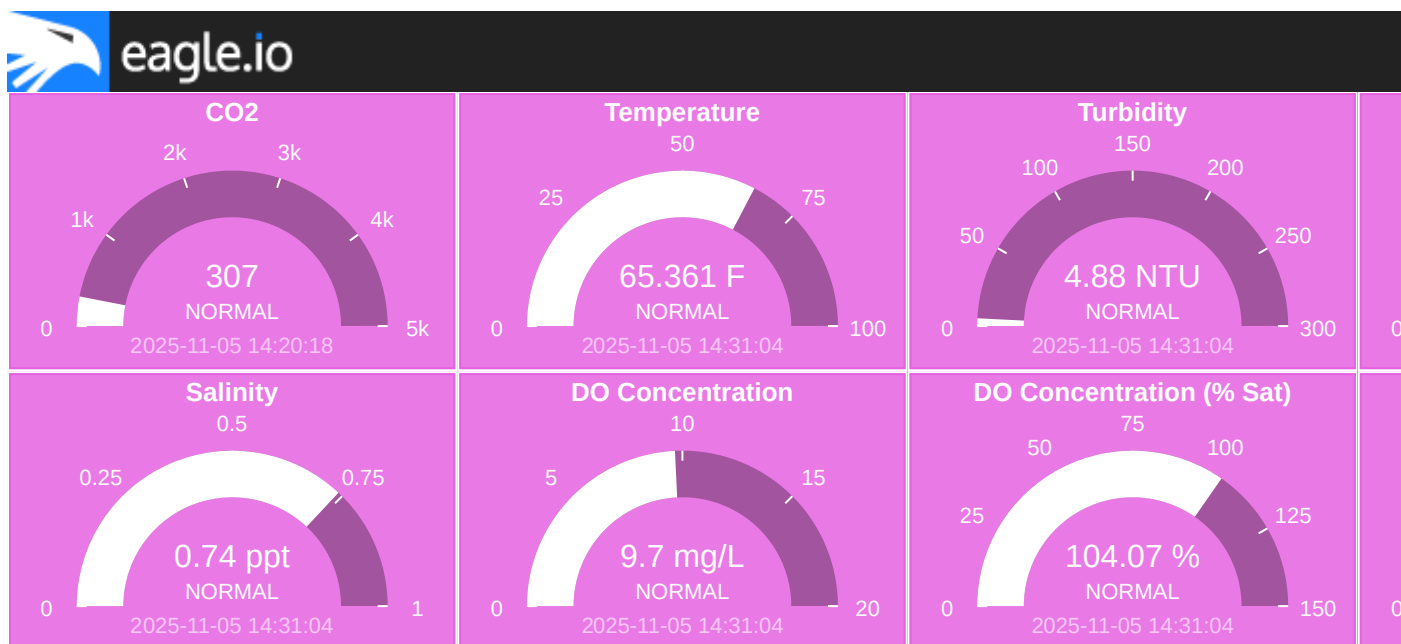 eagle.io
CO2
2k
3k
1k
4k
307
NORMAL
0
5k
2025-11-05 14:20:18
Temperature
50
25
75
65.361 F
NORMAL
0
100
2025-11-05 14:31:04
Turbidity
150
100
200
50
250
4.88 NTU
NORMAL
0
300
2025-11-05 14:31:04
0
Salinity
0.5
0.25
0.75
0.74 ppt
NORMAL
0
1
2025-11-05 14:31:04
DO Concentration
10
5
15
9.7 mg/L
NORMAL
0
20
2025-11-05 14:31:04
DO Concentration (% Sat)
75
50
100
25
125
104.07 %
NORMAL
0
150
2025-11-05 14:31:04
0